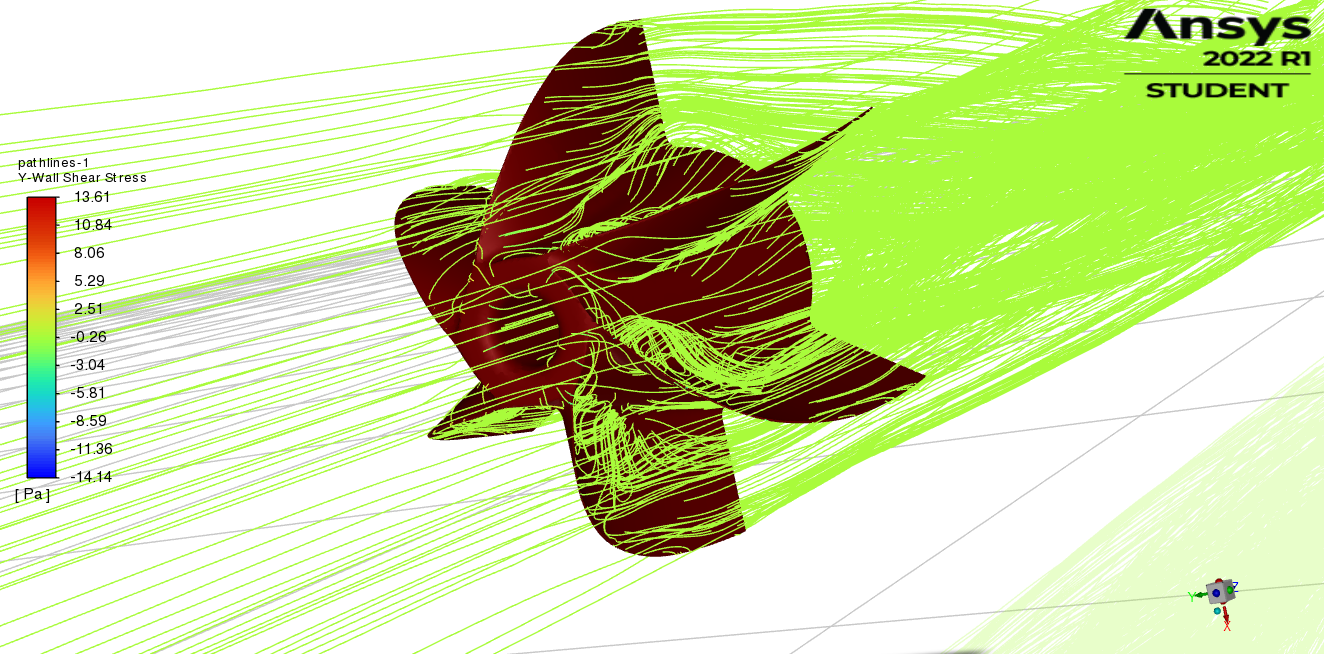 Ansys
2022 R1
STUDENT
pathlines-1
Y-Wall Shear Stress
13.61
10.84
8.06
5.29
2.51
-0.26
-3.04
-5.81
-8.59
-11.36
-14.14
[ Pa ]
Z
Y
X